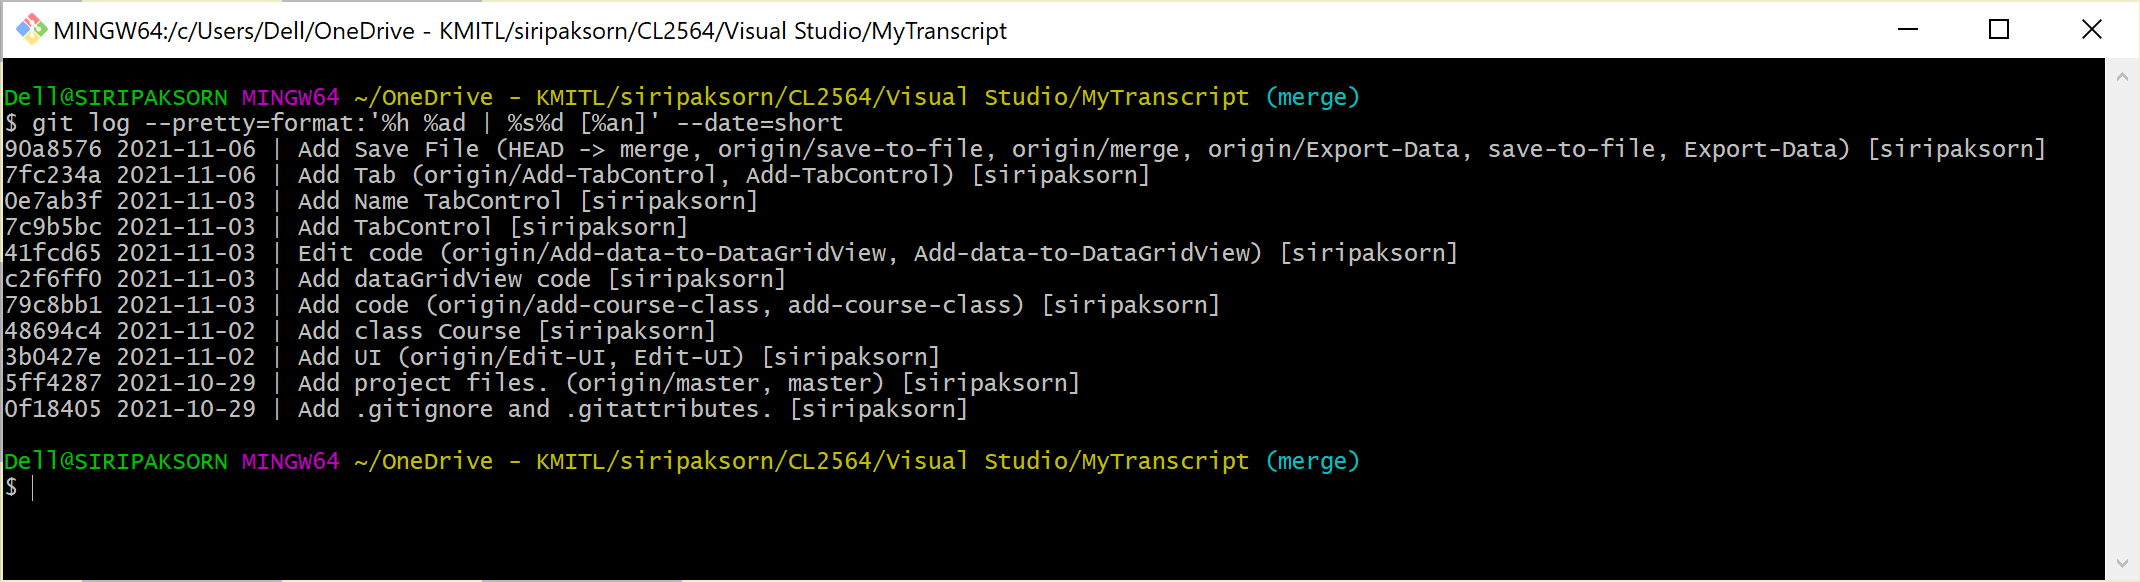 MINGW64:/c/Users/Dell/OneDrive - KMITL/siripaksorn/CL2564/Visual Studio/MyTranscript
Dell@SIRIPAKSORN MINGW64 ~/OneDrive - KMITL/siripaksorn/CL2564/Visual Studio/MyTranscript (merge)
$ git log --pretty=format:'%h %ad | %s%d [%an]' --date=short
90a8576 2021-11-06 | Add Save File (HEAD -> merge, origin/save-to-file, origin/merge, origin/Export-Data, save-to-file, Export-Data) [siripaksorn]
7fc234a 2021-11-06 | Add Tab (origin/Add-TabControl, Add-TabControl) [siripaksorn]
0e7ab3f 2021-11-03 | Add Name TabControl [siripaksorn]
7c9b5bc 2021-11-03 | Add TabControl [siripaksorn]
41fcd65 2021-11-03 | Edit code (origin/Add-data-to-DataGridView, Add-data-to-DataGridView) [siripaksorn]
c2f6ff0 2021-11-03 | Add dataGridView code [siripaksorn]
79c8bb1 2021-11-03 | Add code (origin/add-course-class, add-course-class) [siripaksorn]
48694c4 2021-11-02 | Add class Course [siripaksorn]
3b0427e 2021-11-02 | Add UI (origin/Edit-UI, Edit-UI) [siripaksorn]
5ff4287 2021-10-29 | Add project files. (origin/master, master) [siripaksorn]
0f18405 2021-10-29 | Add .gitignore and .gitattributes. [siripaksorn]
Dell@SIRIPAKSORN MINGW64 ~/OneDrive - KMITL/siripaksorn/CL2564/Visual Studio/MyTranscript (merge)
$